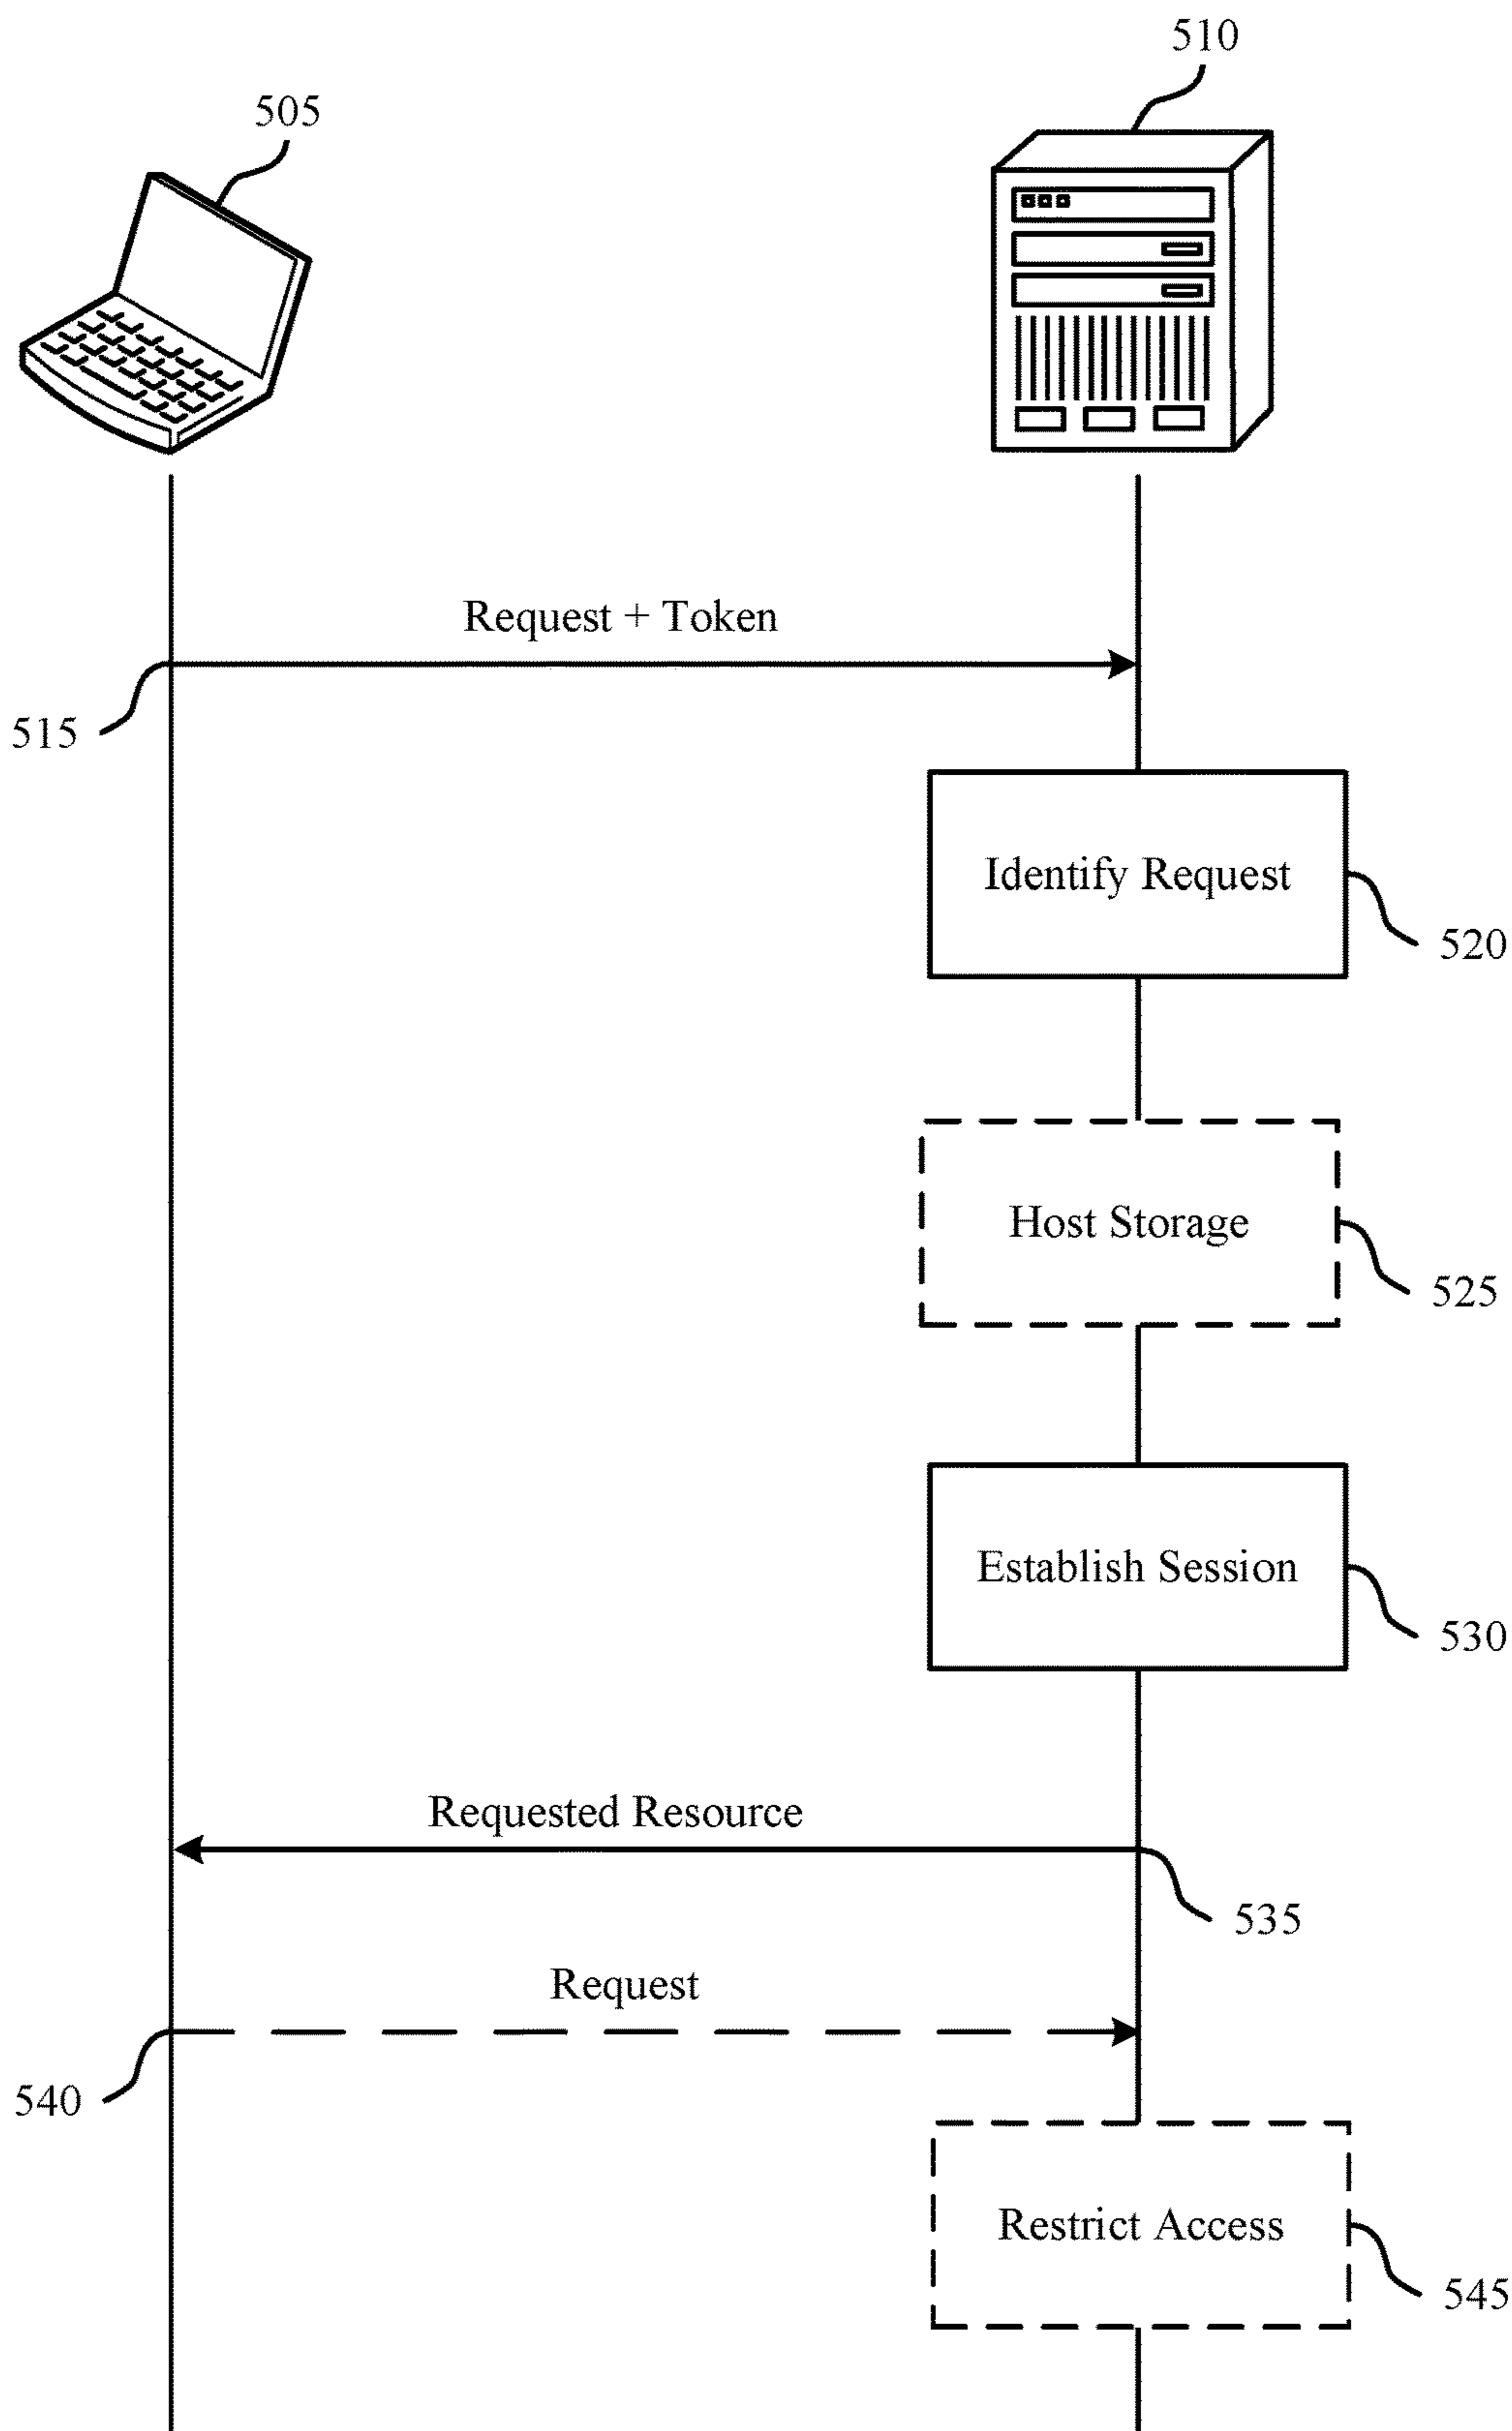 510
505
Request + Token
515
Identify Request
520
Host Storage
525
Establish Session
530
Requested Resource
535
Request
540
Restrict Access
545